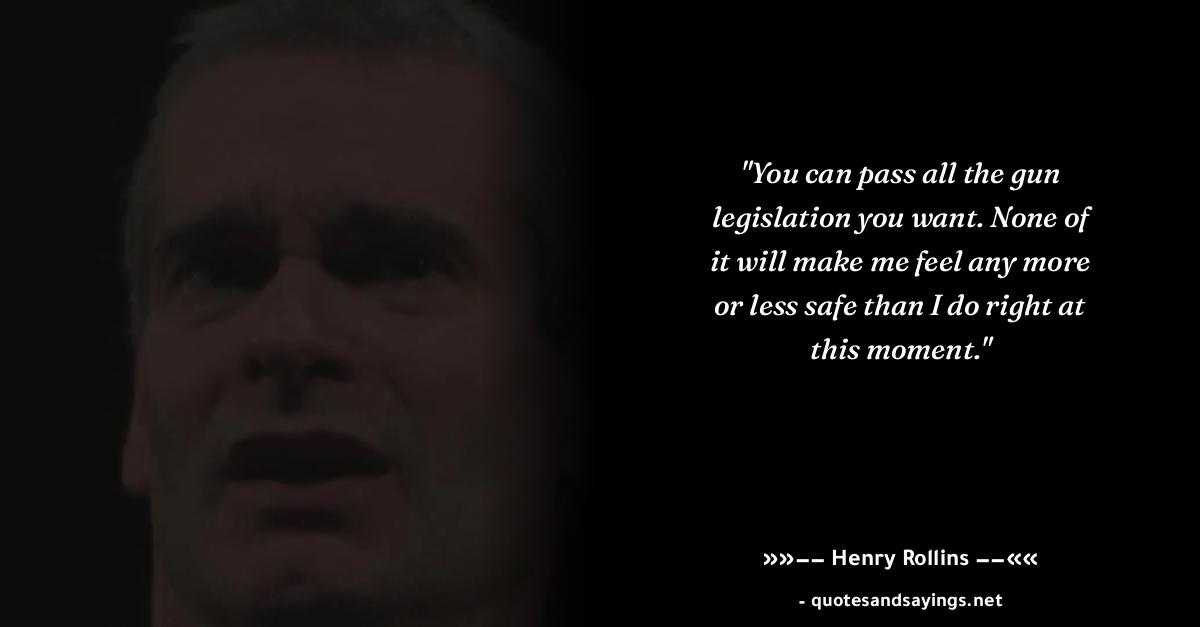 "You can pass all the gun
legislation you want. None of
it will make me feel any more
or less safe than I do right at
this moment."
»»–– Henry Rollins ––««
- quotesandsayings.net